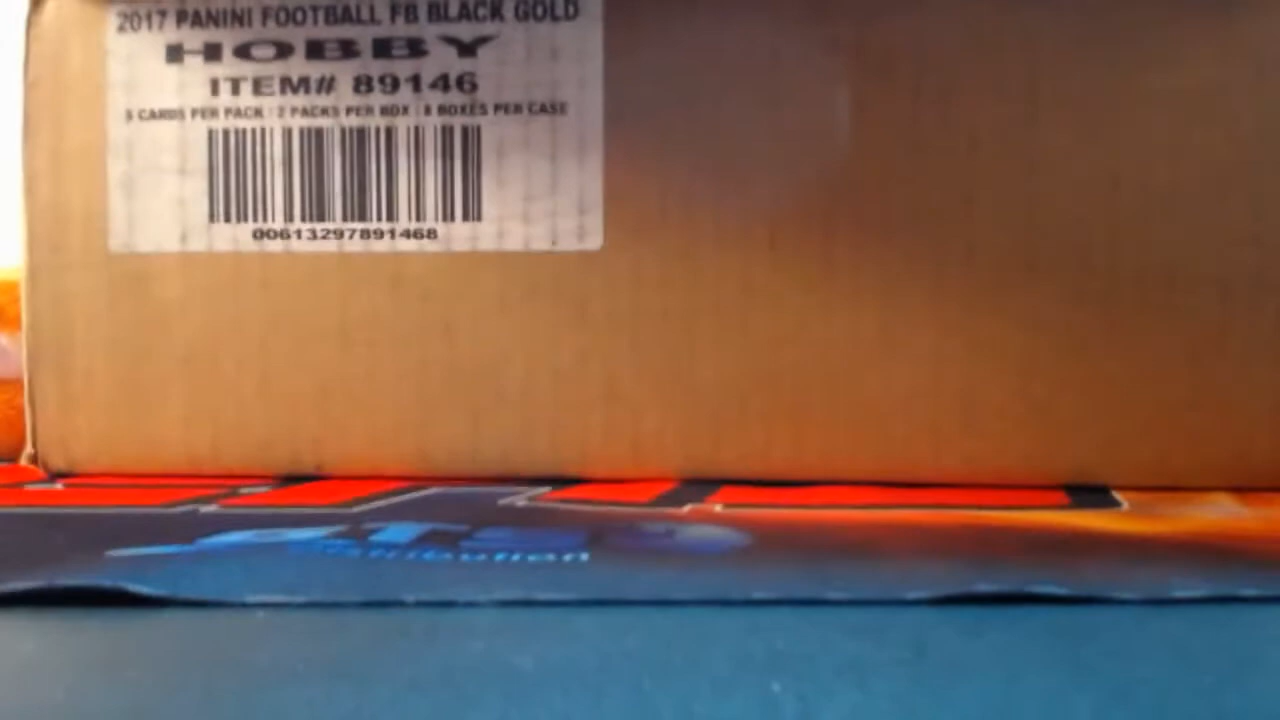 2017 PANINI FOOTBALL FB BLACK GOLD
HOBBY
ITEM# 89146
5 CARDS PER PACK | 2 PACKS PER BOX | 8 BOXES PER CASE
00613297891468
Distribution